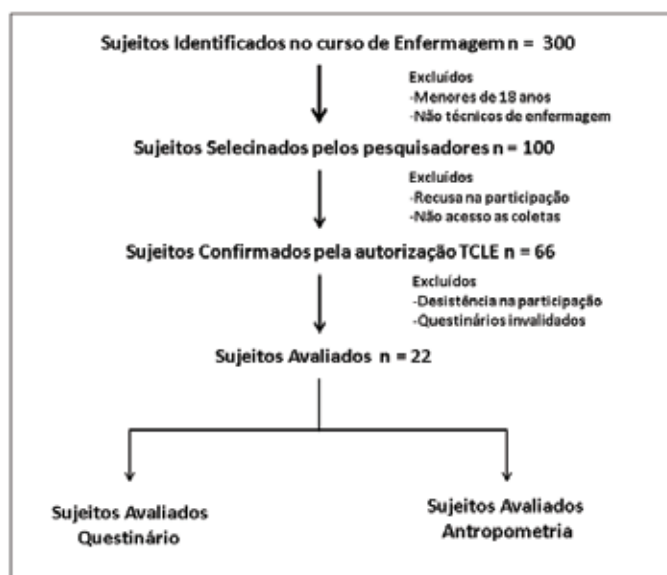 Sujeitos Identificados no curso de Enfermagem n = 300
Excluídos
-Menores de 18 anos
-Não técnicos de enfermagem
Sujeitos Selecinados pelos pesquisadores n = 100
Excluídos
-Recusa na participação
-Não acesso as coletas
Sujeitos Confirmados pela autorização TCLE n = 66
Excluídos
-Desistência na participação
-Questinários invalidados
Sujeitos Avaliados n = 22
Sujeitos Avaliados
Questinário
Sujeitos Avaliados
Antropometria